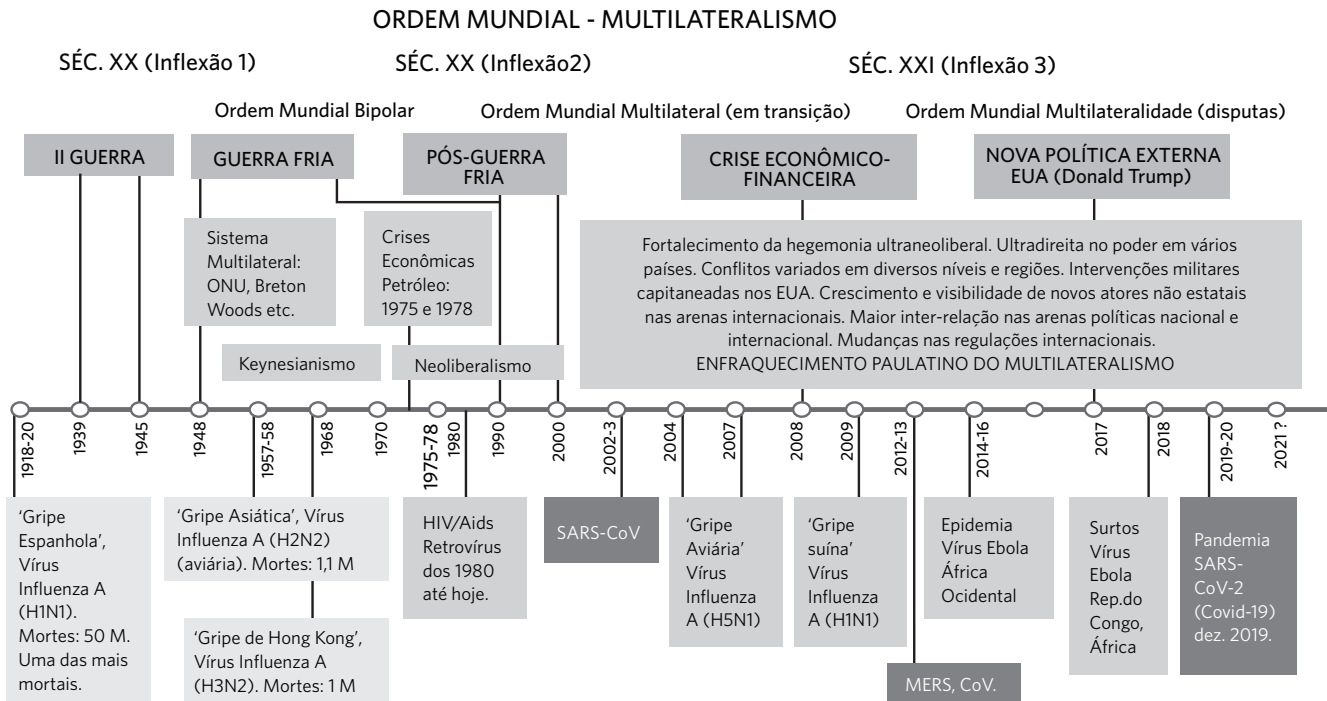 ORDEM MUNDIAL - MULTILATERALISMO
SÉC. XX (Inflexão 1)
SÉC. XX (Inflexão2)
SÉC. XXI (Inflexão 3)
Ordem Mundial Bipolar
Ordem Mundial Multilateral (em transição)
Ordem Mundial Multilateralidade (disputas)
II GUERRA
GUERRA FRIA
PÓS-GUERRA
FRIA
CRISE ECONÔMICO-
FINANCEIRA
NOVA POLÍTICA EXTERNA
EUA (Donald Trump)
Sistema
Multilateral:
ONU, Breton
Woods etc.
Crises
Econômicas
Petróleo:
1975 e 1978
Fortalecimento da hegemonia ultraneoliberal. Ultradireita no poder em vários
países. Conflitos variados em diversos níveis e regiões. Intervenções militares
capitaneadas nos EUA. Crescimento e visibilidade de novos atores não estatais
nas arenas internacionais. Maior inter-relação nas arenas políticas nacional e
internacional. Mudanças nas regulações internacionais.
ENFRAQUECIMENTO PAULATINO DO MULTILATERALISMO
Keynesianismo
Neoliberalismo
1918-20
1939
1945
1948
1957-58
1968
1970
1975-78
1980
1990
2000
2002-3
2004
2007
2008
2009
2012-13
2014-16
2017
2018
2019-20
2021 ?
‘Gripe
Espanhola’,
Vírus
Influenza A
(H1N1).
Mortes: 50 M.
Uma das mais
mortais.
‘Gripe Asiática’, Vírus
Influenza A (H2N2)
(aviária). Mortes: 1,1 M
‘Gripe de Hong Kong’,
Vírus Influenza A
(H3N2). Mortes: 1 M
HIV/Aids
Retrovírus
dos 1980
até hoje.
SARS-CoV
‘Gripe
Aviária’
Vírus
Influenza
A (H5N1)
‘Gripe
suína’
Vírus
Influenza
A (H1N1)
MERS, CoV.
Epidemia
Vírus Ebola
África
Ocidental
Surtos
Vírus
Ebola
Rep.do
Congo,
África
Pandemia
SARS-
CoV-2
(Covid-19)
dez. 2019.